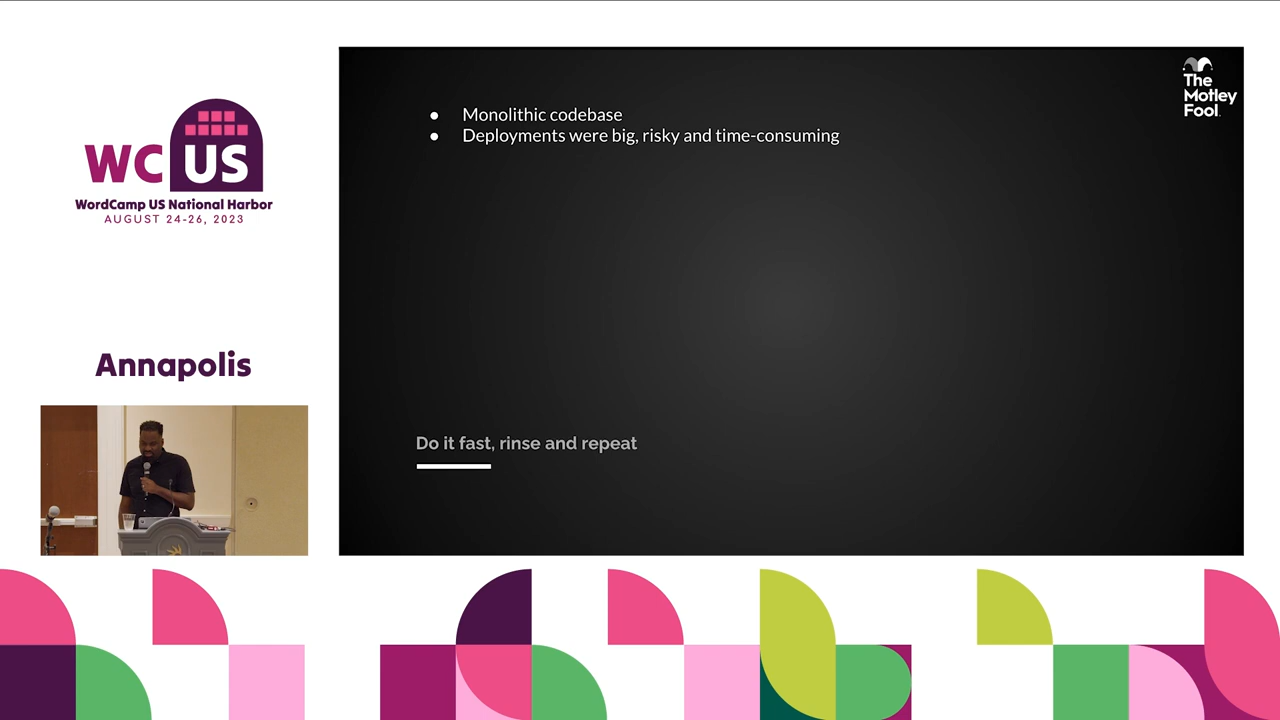 WC US
WordCamp US National Harbor
AUGUST 24-26, 2023
Annapolis
The
Motley
Fool.
● Monolithic codebase
● Deployments were big, risky and time-consuming
Do it fast, rinse and repeat